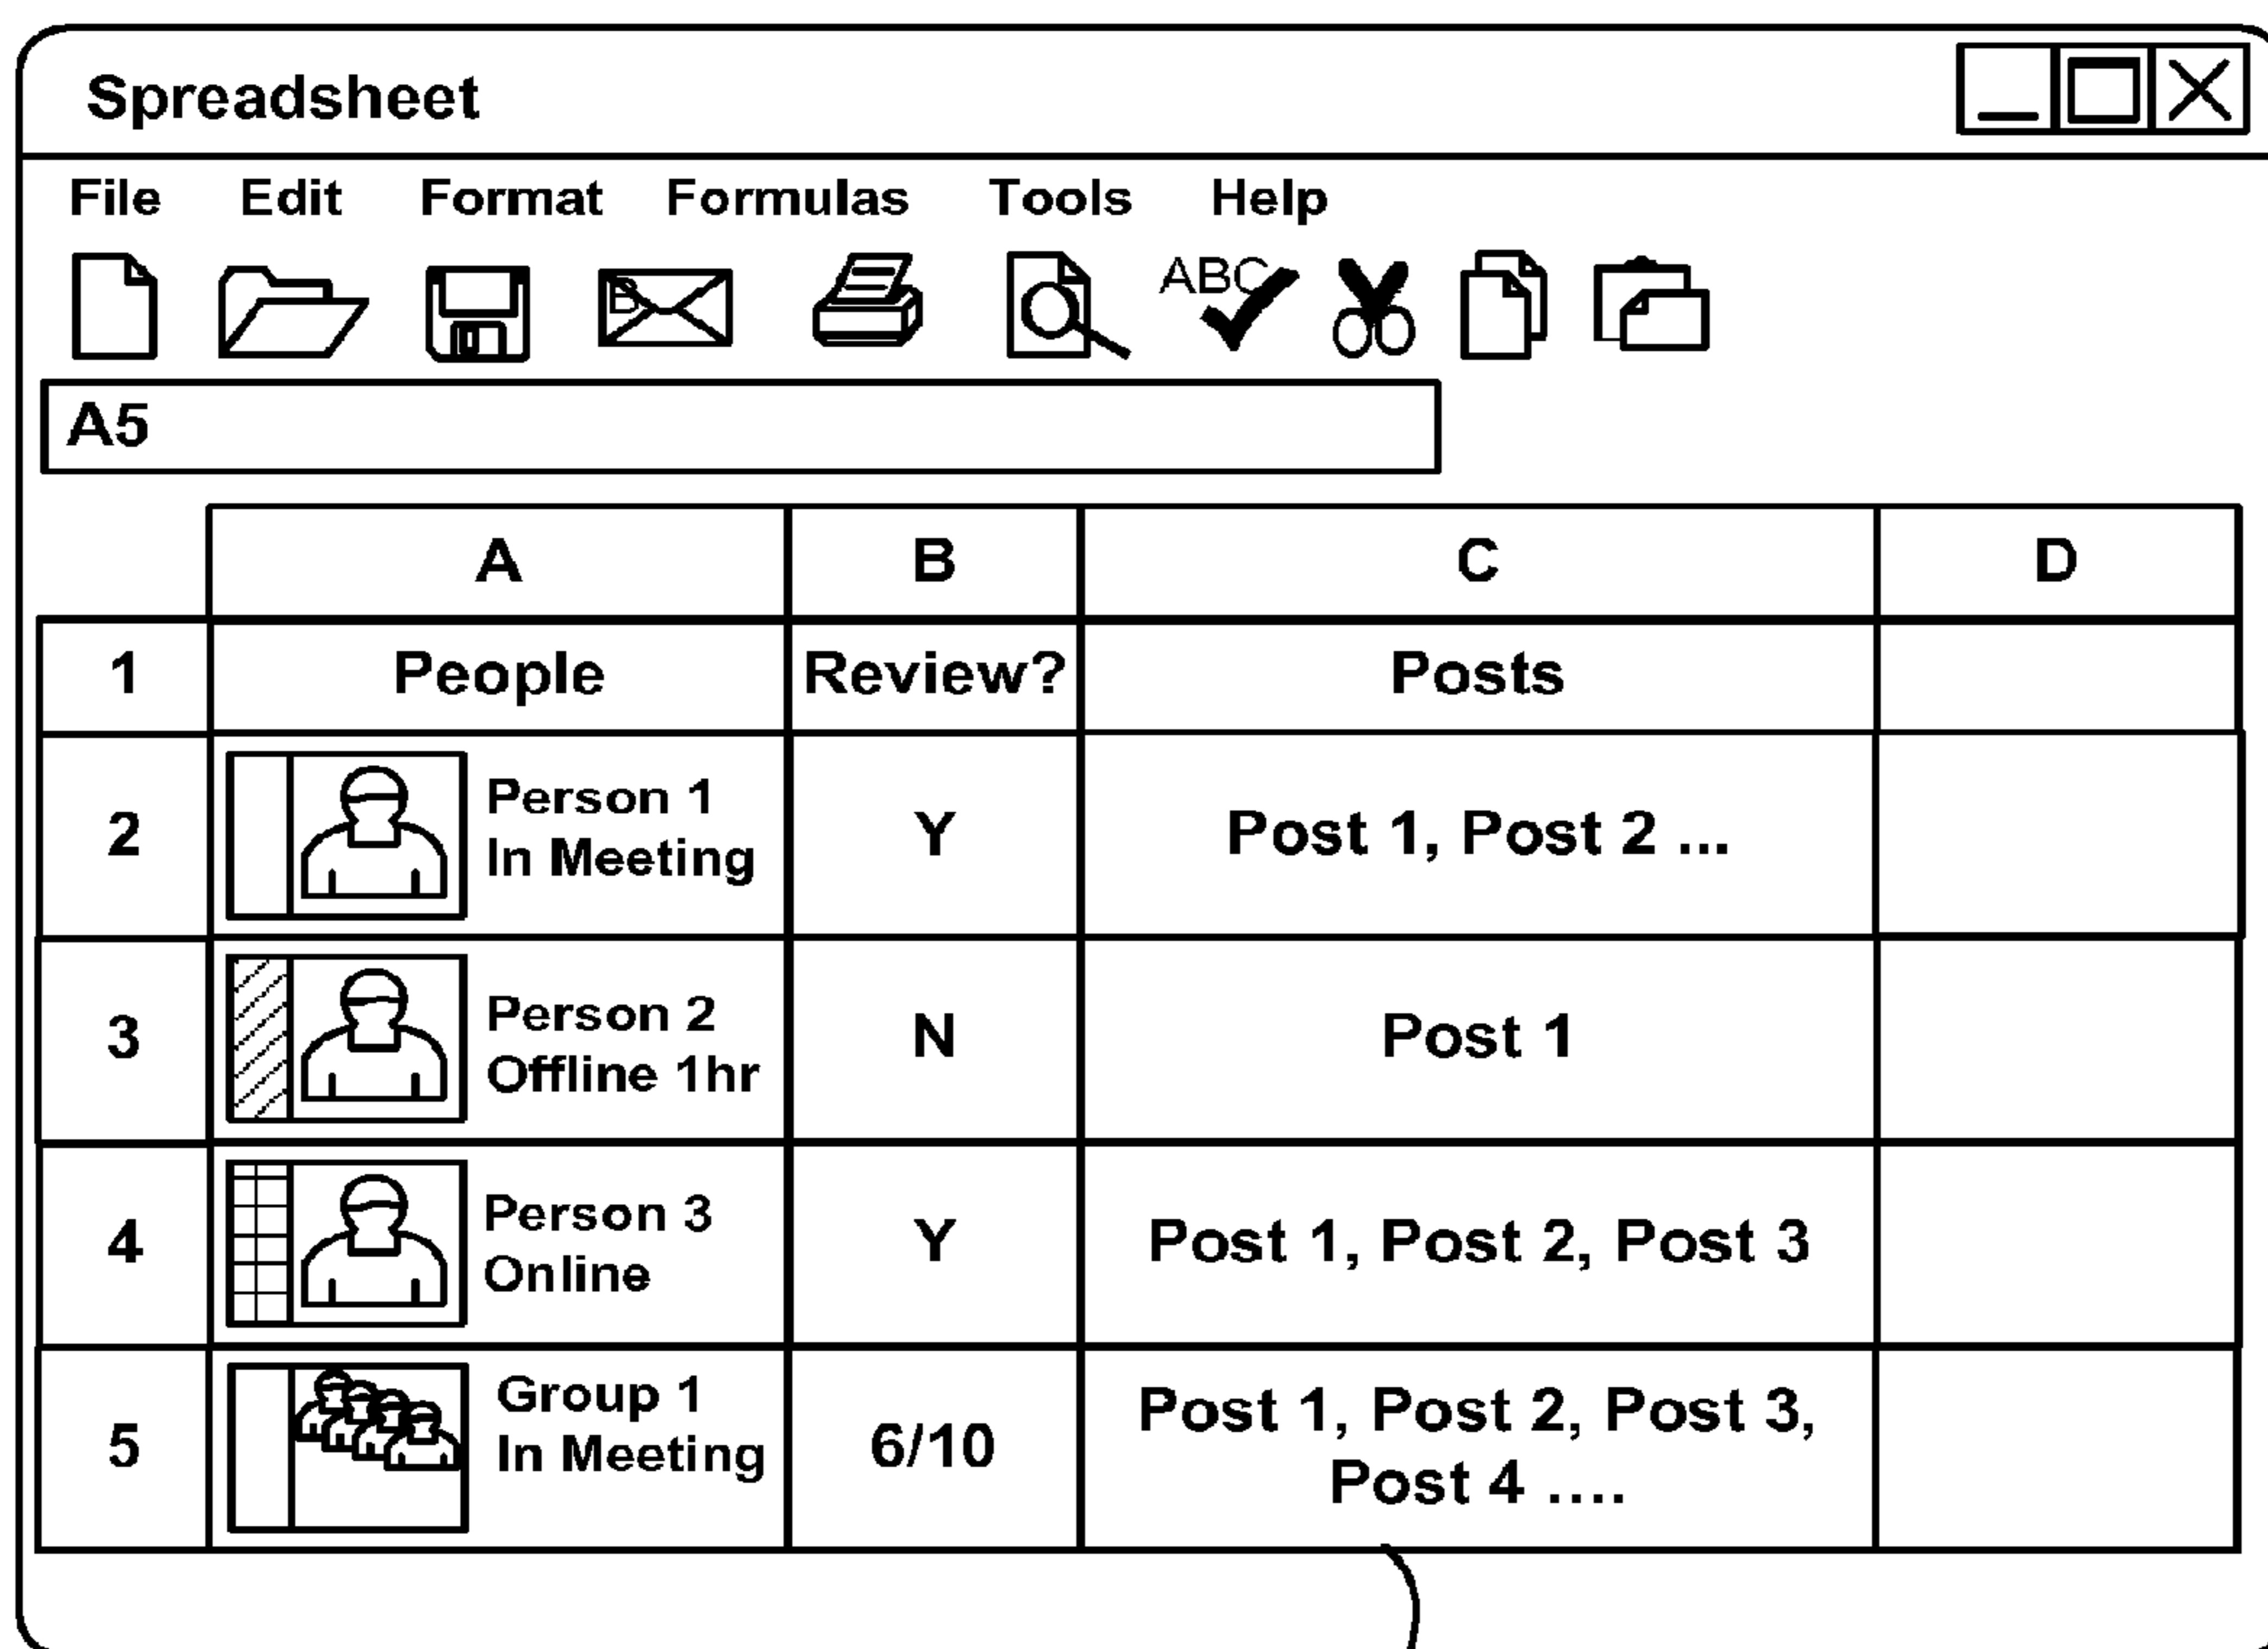 Spreadsheet
File Edit Format Formulas Tools Help
B ABC
A5
A B C D
1 People Review? Posts
2 Person 1 In Meeting Y Post 1, Post 2 ...
3 Person 2 Offline 1hr N Post 1
4 Person 3 Online Y Post 1, Post 2, Post 3
5 Group 1 In Meeting 6/10 Post 1, Post 2, Post 3, Post 4 ....